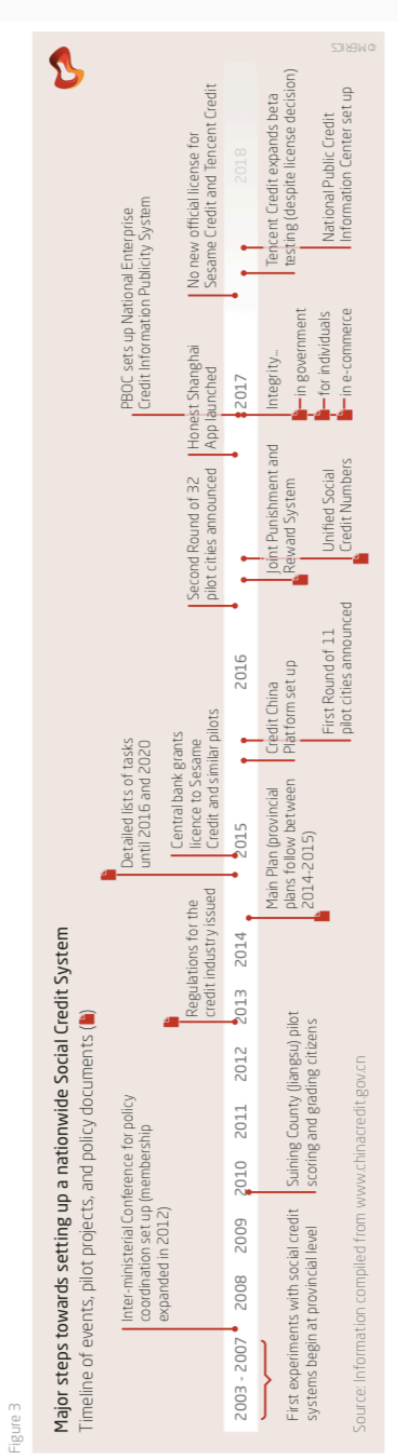 Figure 3
Major steps towards setting up a nationwide Social Credit System
Timeline of events, pilot projects, and policy documents ( )
Inter-ministerial Conference for policy
coordination set up (membership
expanded in 2012)
Regulations for the
credit industry issued
Detailed lists of tasks
until 2016 and 2020
Central bank grants
licence to Sesame
Credit and similar pilots
Second Round of 32
pilot cities announced
PBOC sets up National Enterprise
Credit Information Publicity System
Honest Shanghai
App launched
No new official license for
Sesame Credit and Tencent Credit
2003 - 2007
2008
2009
2010
2011
2012
2013
2014
2015
2016
2017
2018
First experiments with social credit
systems begin at provincial level
Suining County (Jiangsu) pilot
scoring and grading citizens
Main Plan (provincial
plans follow between
2014-2015)
Credit China
Platform set up
First Round of 11
pilot cities announced
Joint Punishment and
Reward System
Unified Social
Credit Numbers
Integrity...
in government
for individuals
in e-commerce
Tencent Credit expands beta
testing (despite license decision)
National Public Credit
Information Center set up
Source: Information compiled from www.chinacredit.gov.cn
© MERICS